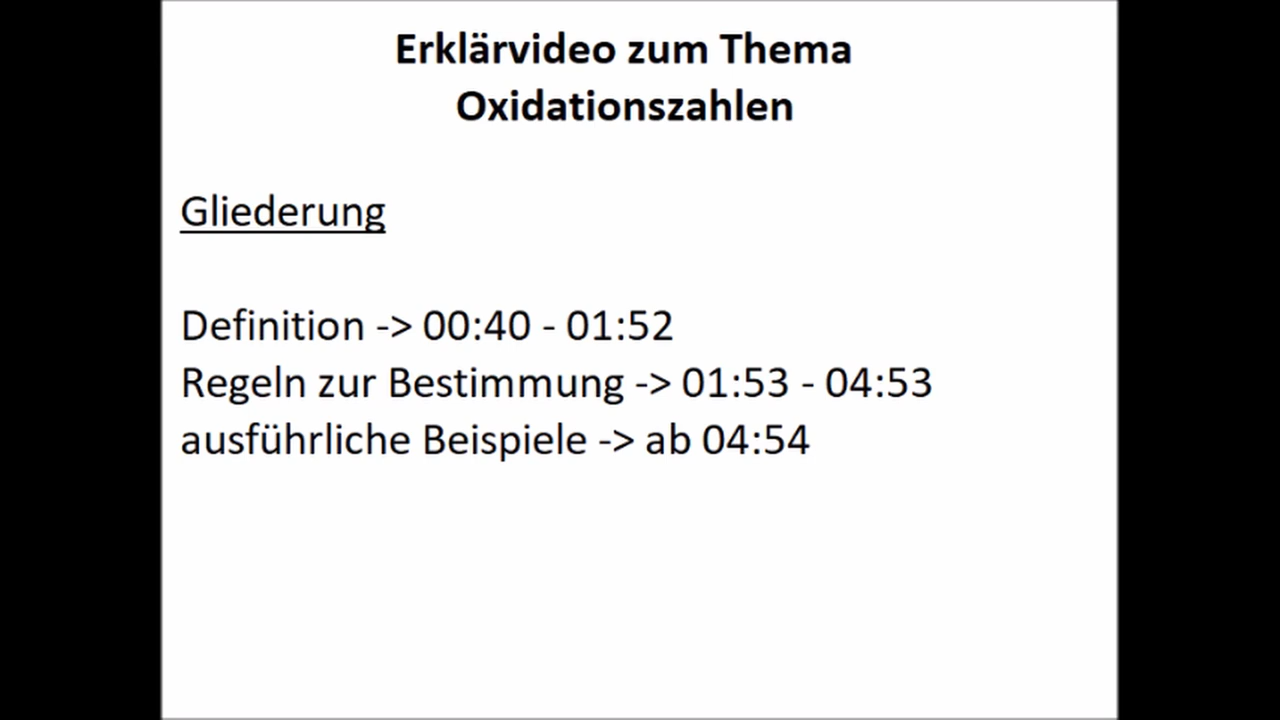 Erklärvideo zum Thema
Oxidationszahlen
Gliederung
Definition -> 00:40 - 01:52
Regeln zur Bestimmung -> 01:53 - 04:53
ausführliche Beispiele -> ab 04:54